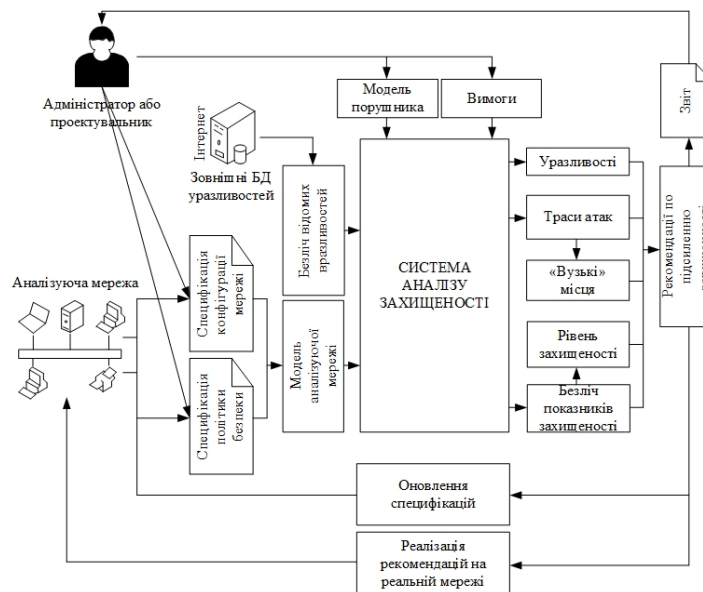 Адміністратор або
проектувальник
Модель
порушника
Вимоги
Звіт
Інтернет
Зовнішні БД
уразливостей
Безліч відомих
вразливостей
СИСТЕМА
АНАЛІЗУ
ЗАХИЩЕНОСТІ
Уразливості
Траси атак
«Вузькі»
місця
Рівень
захищеності
Безліч
показників
захищеності
Рекомендації по
підсиленню
Аналізуюча мережа
Специфікація
конфігурації
мережі
Специфікація
політики
безпеки
Модель
аналізуючої
мережі
Оновлення
специфікацій
Реалізація
рекомендацій на
реальній мережі